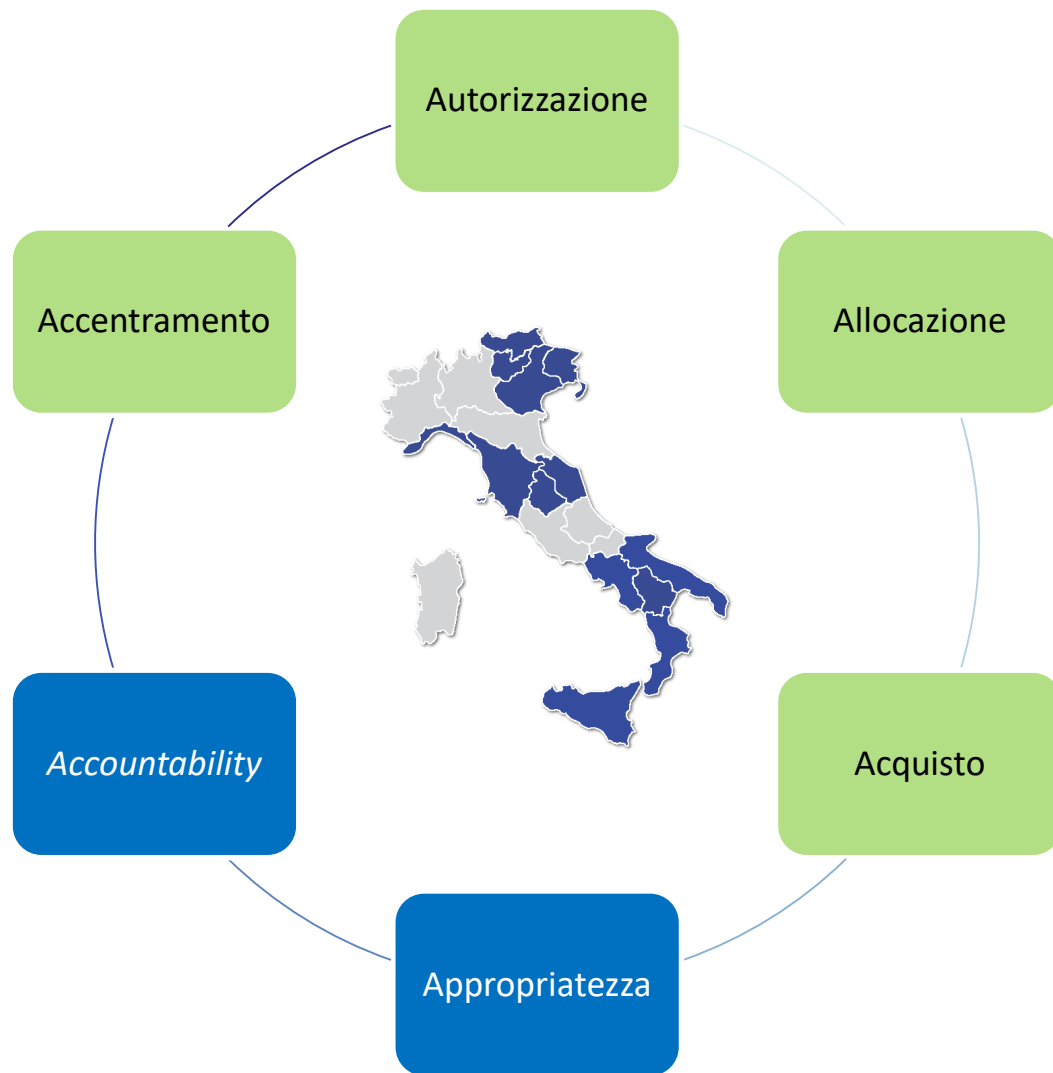 Autorizzazione
Accentramento
Allocazione
Accountability
Acquisto
Appropriatezza